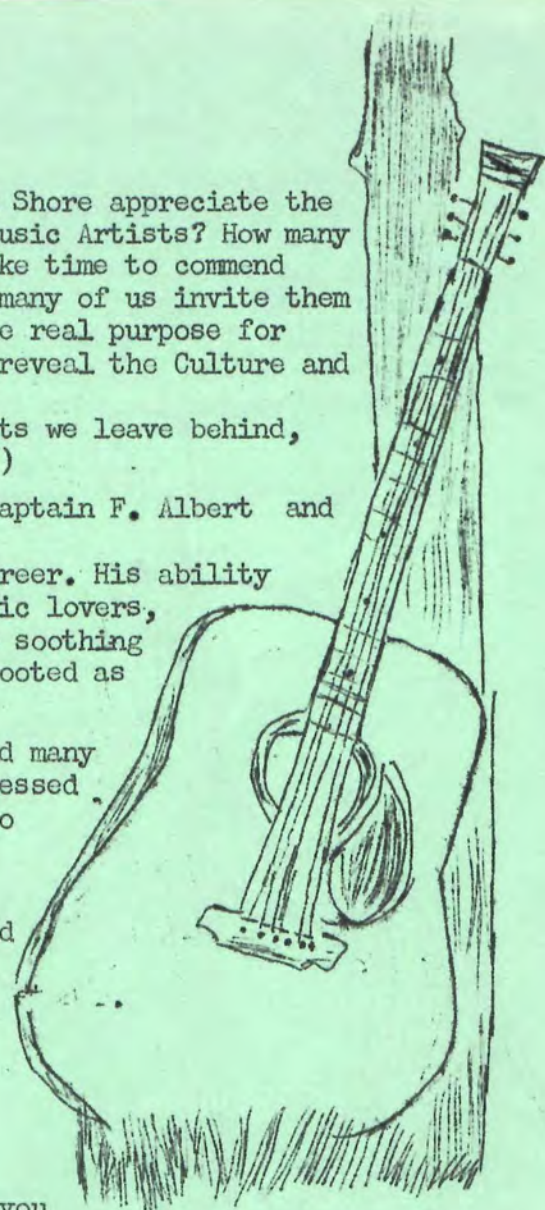 Shore appreciate the
usic Artists? How many
ke time to commend
many of us invite them
e real purpose for
reveal the Culture and
ts we leave behind,
)
aptain F. Albert and
reer. His ability
ic lovers,
soothing
ooted as
d many
essed
o
d
you